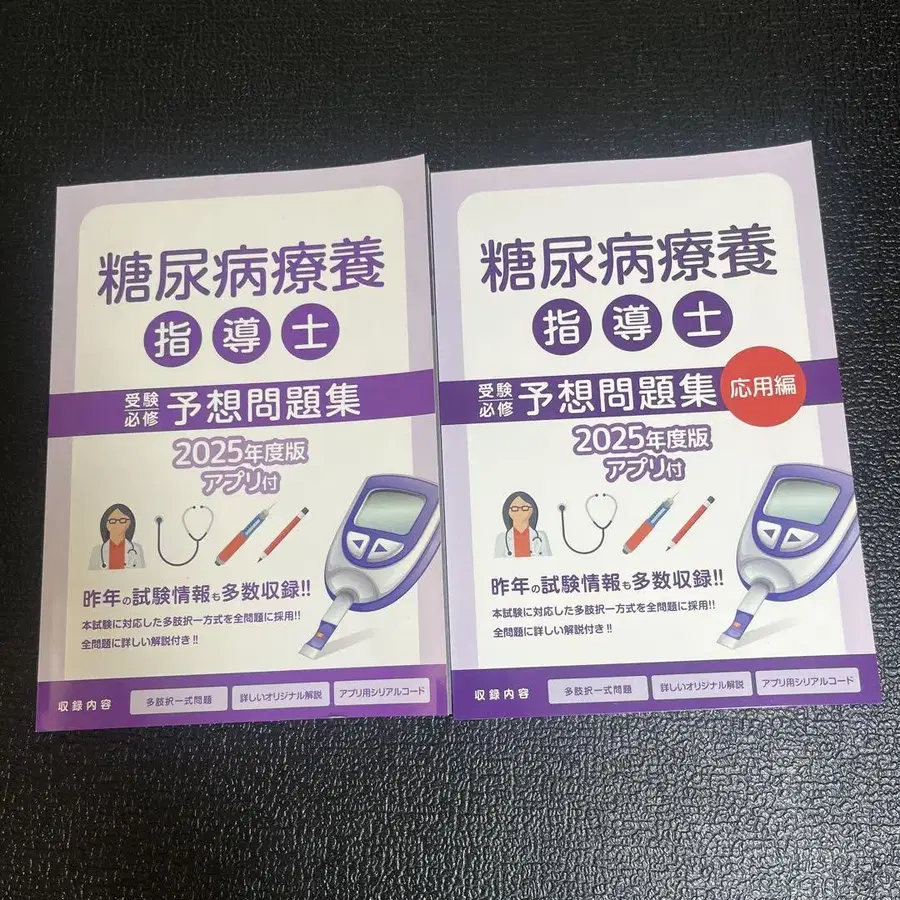 糖尿病療養
指導士
受験
必修
予想問題集
2025年度版
アプリ付
昨年の試験情報も多数収録!!
本試験に対応した多肢択一方式を全問題に採用!!
全問題に詳しい解説付き!!
収録内容
多肢択一式問題
詳しいオリジナル解説
アプリ用シリアルコード
糖尿病療養
指導士
受験
必修
予想問題集
応用編
2025年度版
アプリ付
昨年の試験情報も多数収録!!
本試験に対応した多肢択一方式を全問題に採用!!
全問題に詳しい解説付き!!
収録内容
多肢択一式問題
詳しいオリジナル解説
アプリ用シリアルコード